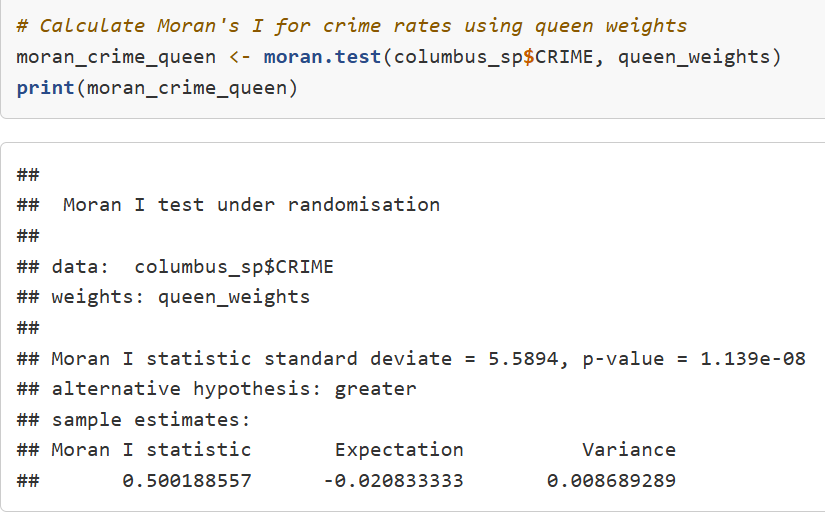 # Calculate Moran's I for crime rates using queen weights
moran_crime_queen <- moran.test(columbus_sp$CRIME, queen_weights)
print(moran_crime_queen)
##
##  Moran I test under randomisation
##
## data:  columbus_sp$CRIME
## weights: queen_weights
##
## Moran I statistic standard deviate = 5.5894, p-value = 1.139e-08
## alternative hypothesis: greater
## sample estimates:
## Moran I statistic       Expectation          Variance
##       0.500188557      -0.020833333       0.008689289